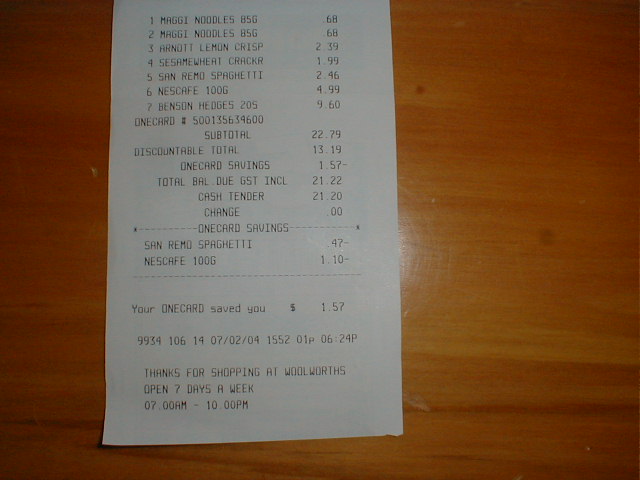 1 MAGGI NOODLES 85G .68
2 MAGGI NOODLES 85G .68
3 ARNOTT LEMON CRISP 2.39
4 SESAMEWHEAT CRACKR 1.99
5 SAN REMO SPAGHETTI 2.46
6 NESCAFE 100G 4.99
7 BENSON HEDGES 20S 9.60
ONECARD # 500135634600
SUBTOTAL 22.79
DISCOUNTABLE TOTAL 13.19
ONECARD SAVINGS 1.57-
TOTAL BAL.DUE GST INCL 21.22
CASH TENDER 21.20
CHANGE .00
*----------ONECARD SAVINGS-----------*
SAN REMO SPAGHETTI .47-
NESCAFE 100G 1.10-
--------------------------------------
Your ONECARD saved you $ 1.57
9934 106 14 07/02/04 1552 01p 06:24P
THANKS FOR SHOPPING AT WOOLWORTHS
OPEN 7 DAYS A WEEK
07.00AM - 10.00PM